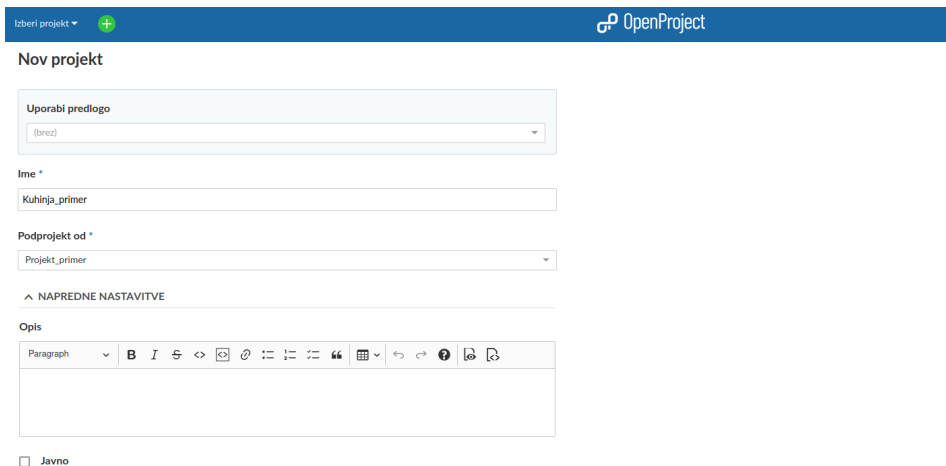 Izberi projekt
OpenProject
Nov projekt
Uporabi predlogo
(brez)
Ime *
Kuhinja_primer
Podprojekt od *
Projekt_primer
NAPREDNE NASTAVITVE
Opis
Paragraph
Javno